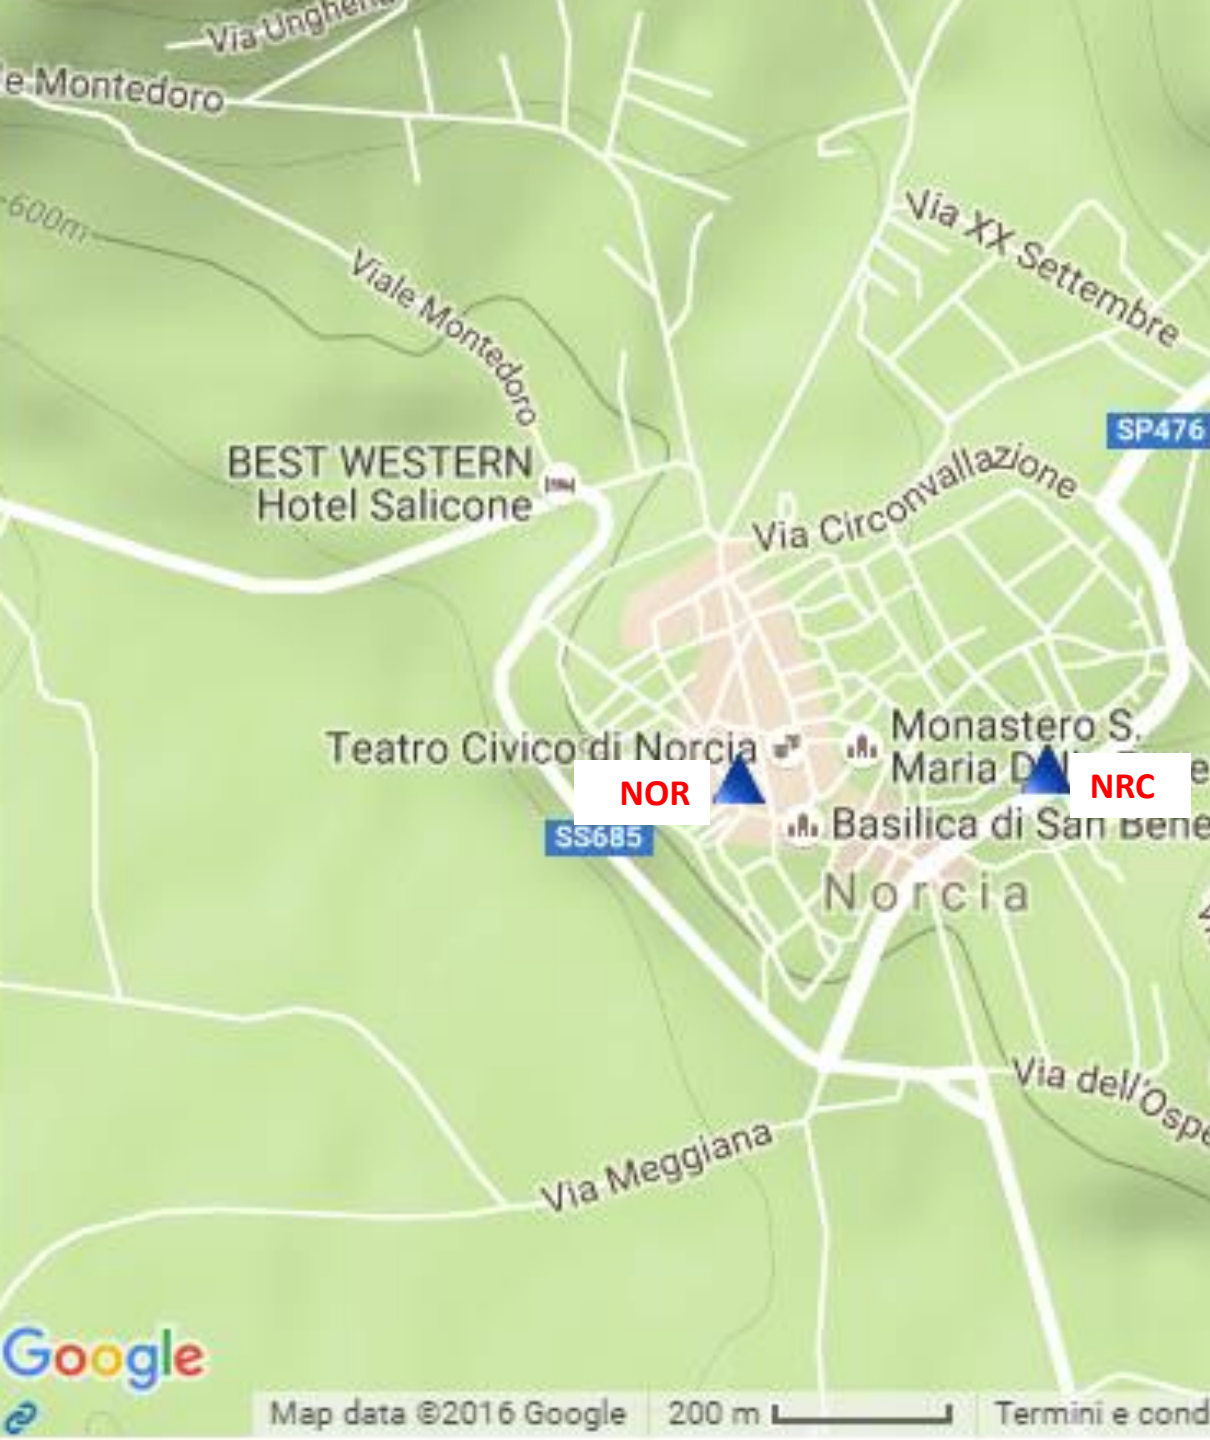 Via Ungheria
le Montedoro
Via XX Settembre
600m
Viale Montedoro
SP476
BEST WESTERN
Hotel Salicone
Via Circonvallazione
Monastero S.
Teatro Civico di Norcia
Maria D
NOR
NRC
Basilica di San Bene
SS685
Norcia
Via dell'Ospe
Via Meggiana
Google
Map data ©2016 Google
200 m
Termini e cond